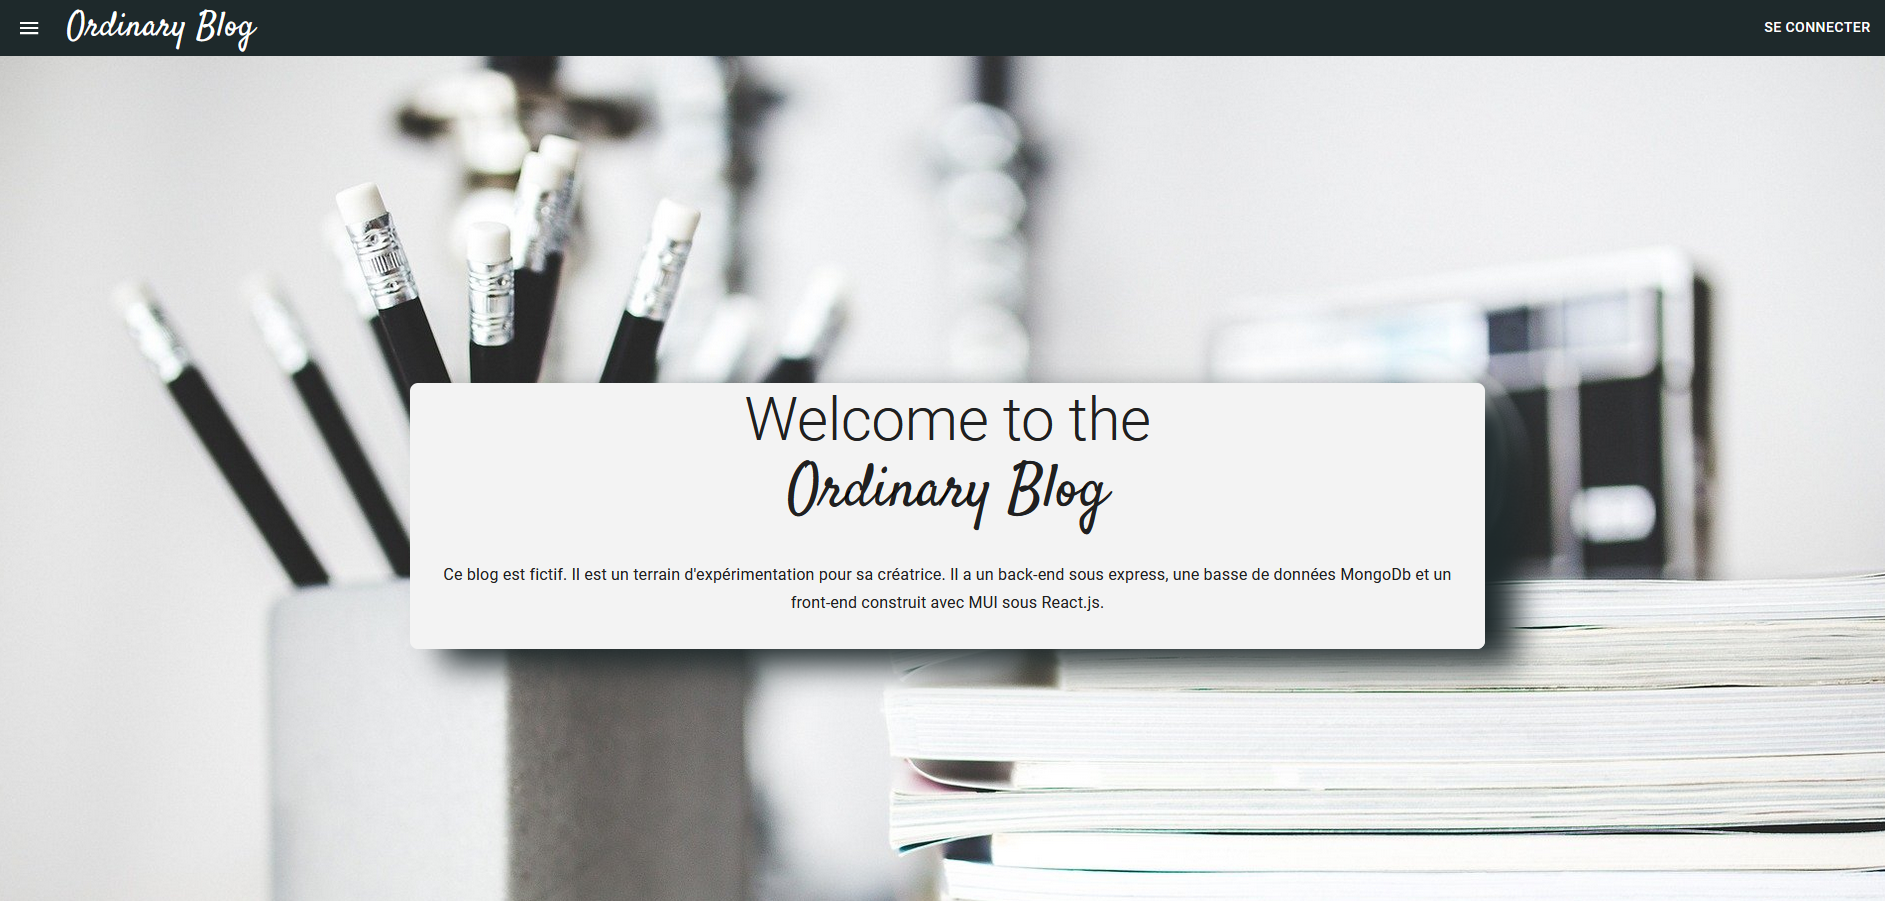 Ordinary Blog
SE CONNECTER
Welcome to the
Ordinary Blog
Ce blog est fictif. Il est un terrain d'expérimentation pour sa créatrice. Il a un back-end sous express, une basse de données MongoDb et un
front-end construit avec MUI sous React.js.